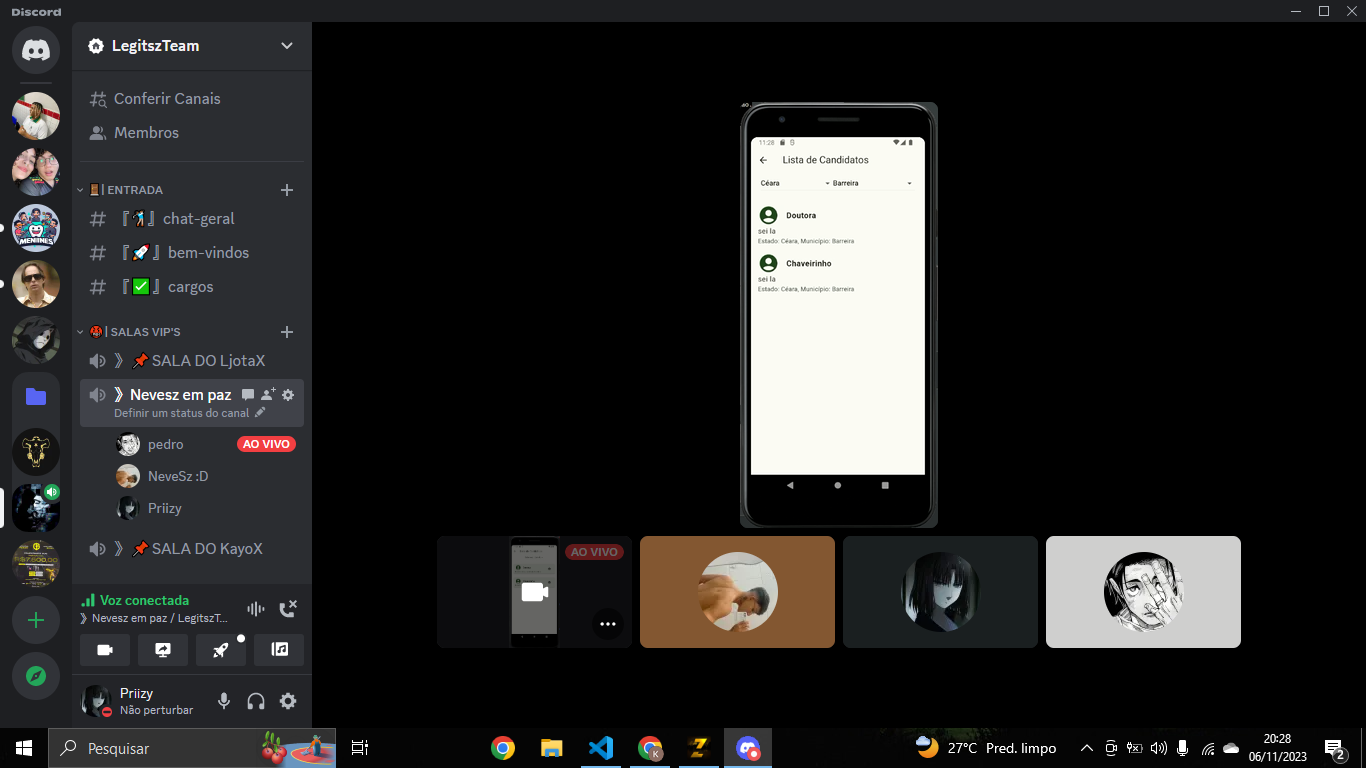 Discord
LegitszTeam
Conferir Canais
Membros
| ENTRADA
chat-geral
bem-vindos
cargos
| SALAS VIP'S
》📌SALA DO LjotaX
》Nevesz em paz
Definir um status do canal
pedro
AO VIVO
NeveSz :D
Priizy
》📌SALA DO KayoX
Voz conectada
》Nevesz em paz / LegitszT...
Priizy
Não perturbar
11:28
Lista de Candidatos
Céara
Barreira
Doutora
sei la
Estado: Céara, Município: Barreira
Chaveirinho
sei la
Estado: Céara, Município: Barreira
AO VIVO
Pesquisar
27°C Pred. limpo
20:28
06/11/2023
2